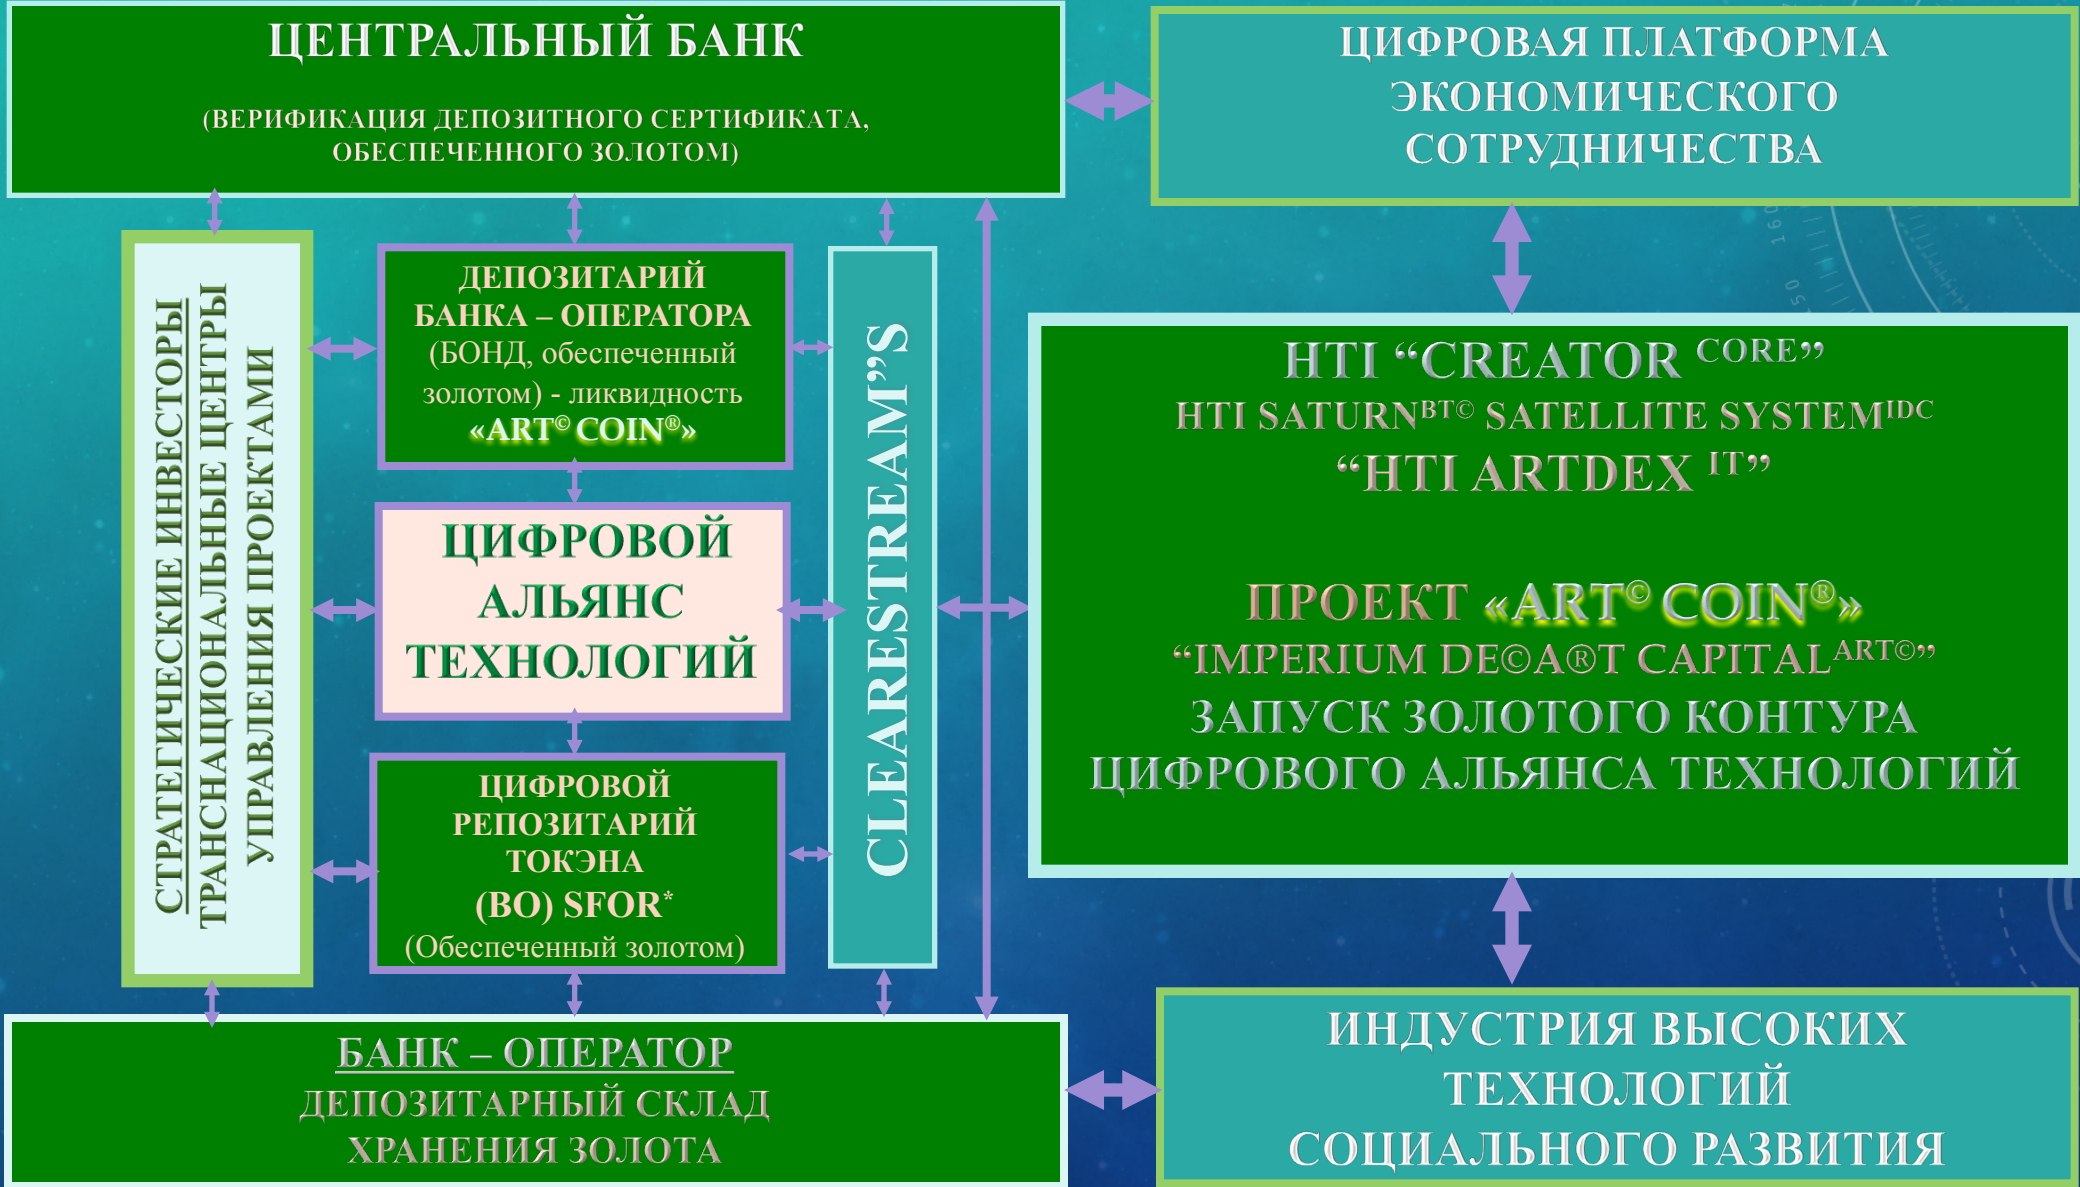 ЦЕНТРАЛЬНЫЙ БАНК
(ВЕРИФИКАЦИЯ ДЕПОЗИТНОГО СЕРТИФИКАТА,
ОБЕСПЕЧЕННОГО ЗОЛОТОМ)
ЦИФРОВАЯ ПЛАТФОРМА
ЭКОНОМИЧЕСКОГО
СОТРУДНИЧЕСТВА
СТРАТЕГИЧЕСКИЕ ИНВЕСТОРЫ
ТРАНСНАЦИОНАЛЬНЫЕ ЦЕНТРЫ
УПРАВЛЕНИЯ ПРОЕКТАМИ
ДЕПОЗИТАРИЙ
БАНКА – ОПЕРАТОРА
(БОНД, обеспеченный
золотом) - ликвидность
«ART© COIN®»
ЦИФРОВОЙ
АЛЬЯНС
ТЕХНОЛОГИЙ
ЦИФРОВОЙ
РЕПОЗИТАРИЙ
ТОКЭНА
(BO) SFOR*
(Обеспеченный золотом)
CLEARESTREAM”S
HTI “CREATOR CORE”
HTI SATURNBT© SATELLITE SYSTEMIDC
“HTI ARTDEX IT”
ПРОЕКТ «ART© COIN®»
“IMPERIUM DE©A®T CAPITALART©”
ЗАПУСК ЗОЛОТОГО КОНТУРА
ЦИФРОВОГО АЛЬЯНСА ТЕХНОЛОГИЙ
БАНК – ОПЕРАТОР
ДЕПОЗИТАРНЫЙ СКЛАД
ХРАНЕНИЯ ЗОЛОТА
ИНДУСТРИЯ ВЫСОКИХ
ТЕХНОЛОГИЙ
СОЦИАЛЬНОГО РАЗВИТИЯ
160